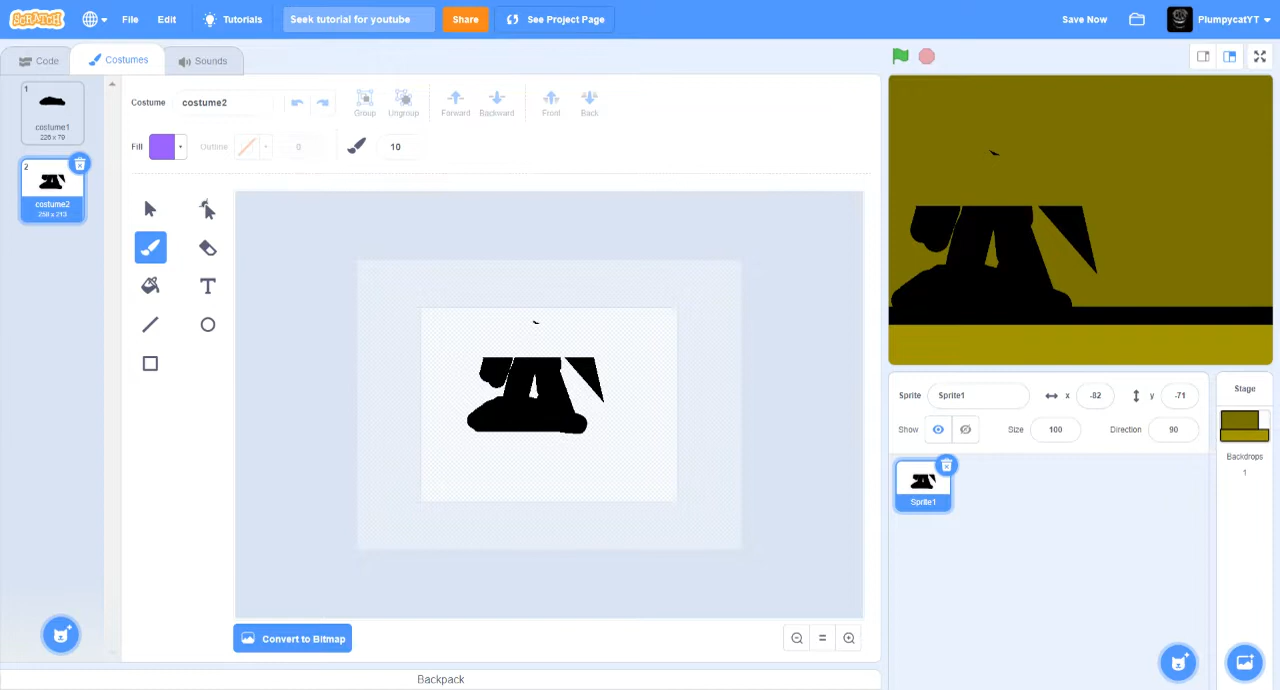 SCRATCH File Edit Tutorials Seek tutorial for youtube Share See Project Page Save Now PlumpycatYT
Code Costumes Sounds
1
costume1
226 x 79
2
costume2
258 x 213
Costume costume2 Group Ungroup Forward Backward Front Back
Fill Outline 0 10
Convert to Bitmap
Backpack
Sprite Sprite1 x -82 y -71
Show Size 100 Direction 90
Sprite1
Stage
Backdrops
1